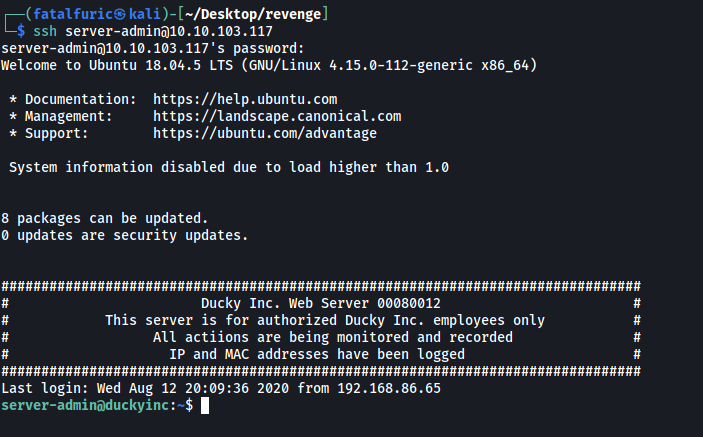 ┌──(fatalfuric㉿kali)-[~/Desktop/revenge]
└─$ ssh server-admin@10.10.103.117
server-admin@10.10.103.117's password:
Welcome to Ubuntu 18.04.5 LTS (GNU/Linux 4.15.0-112-generic x86_64)
* Documentation:  https://help.ubuntu.com
* Management:     https://landscape.canonical.com
* Support:        https://ubuntu.com/advantage
System information disabled due to load higher than 1.0
8 packages can be updated.
0 updates are security updates.
################################################################################
#                        Ducky Inc. Web Server 00080012                        #
#            This server is for authorized Ducky Inc. employees only           #
#                  All actiions are being monitored and recorded               #
#                    IP and MAC addresses have been logged                     #
################################################################################
Last login: Wed Aug 12 20:09:36 2020 from 192.168.86.65
server-admin@duckyinc:~$